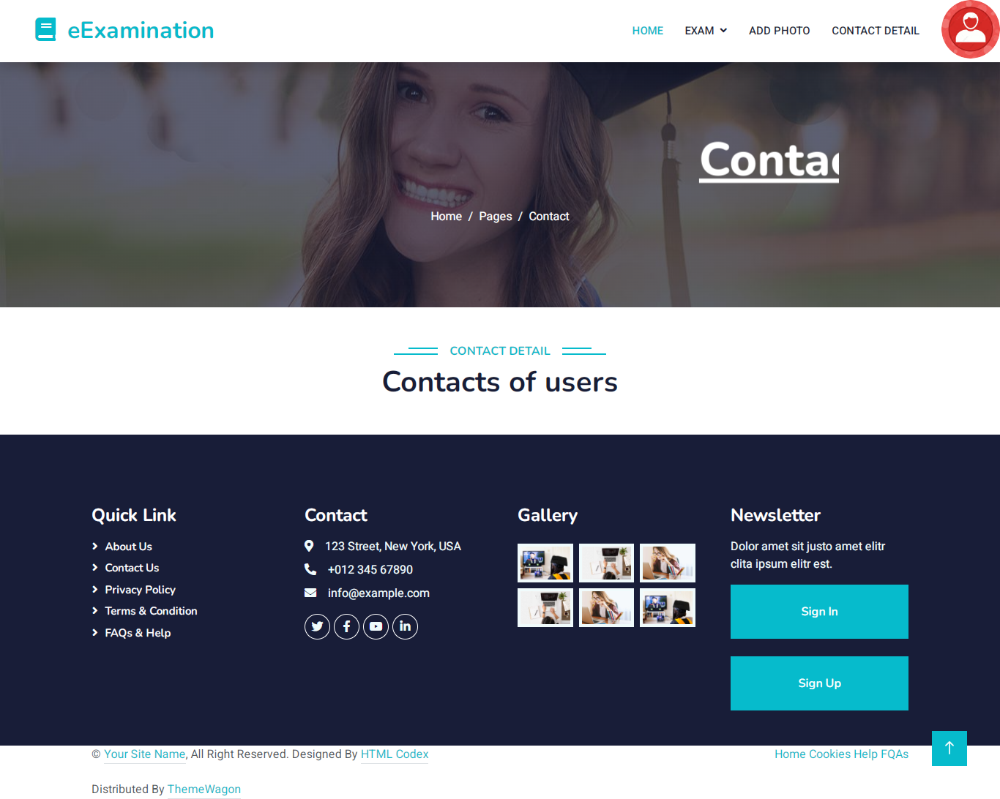 eExamination
HOME EXAM ADD PHOTO CONTACT DETAIL
Home / Pages / Contact
CONTACT DETAIL
Contacts of users
Quick Link
About Us
Contact Us
Privacy Policy
Terms & Condition
FAQs & Help
Contact
123 Street, New York, USA
+012 345 67890
info@example.com
Gallery
Newsletter
Dolor amet sit justo amet elitr
clita ipsum elitr est.
Sign In
Sign Up
© Your Site Name, All Right Reserved. Designed By HTML Codex
Home Cookies Help FQAs
Distributed By ThemeWagon